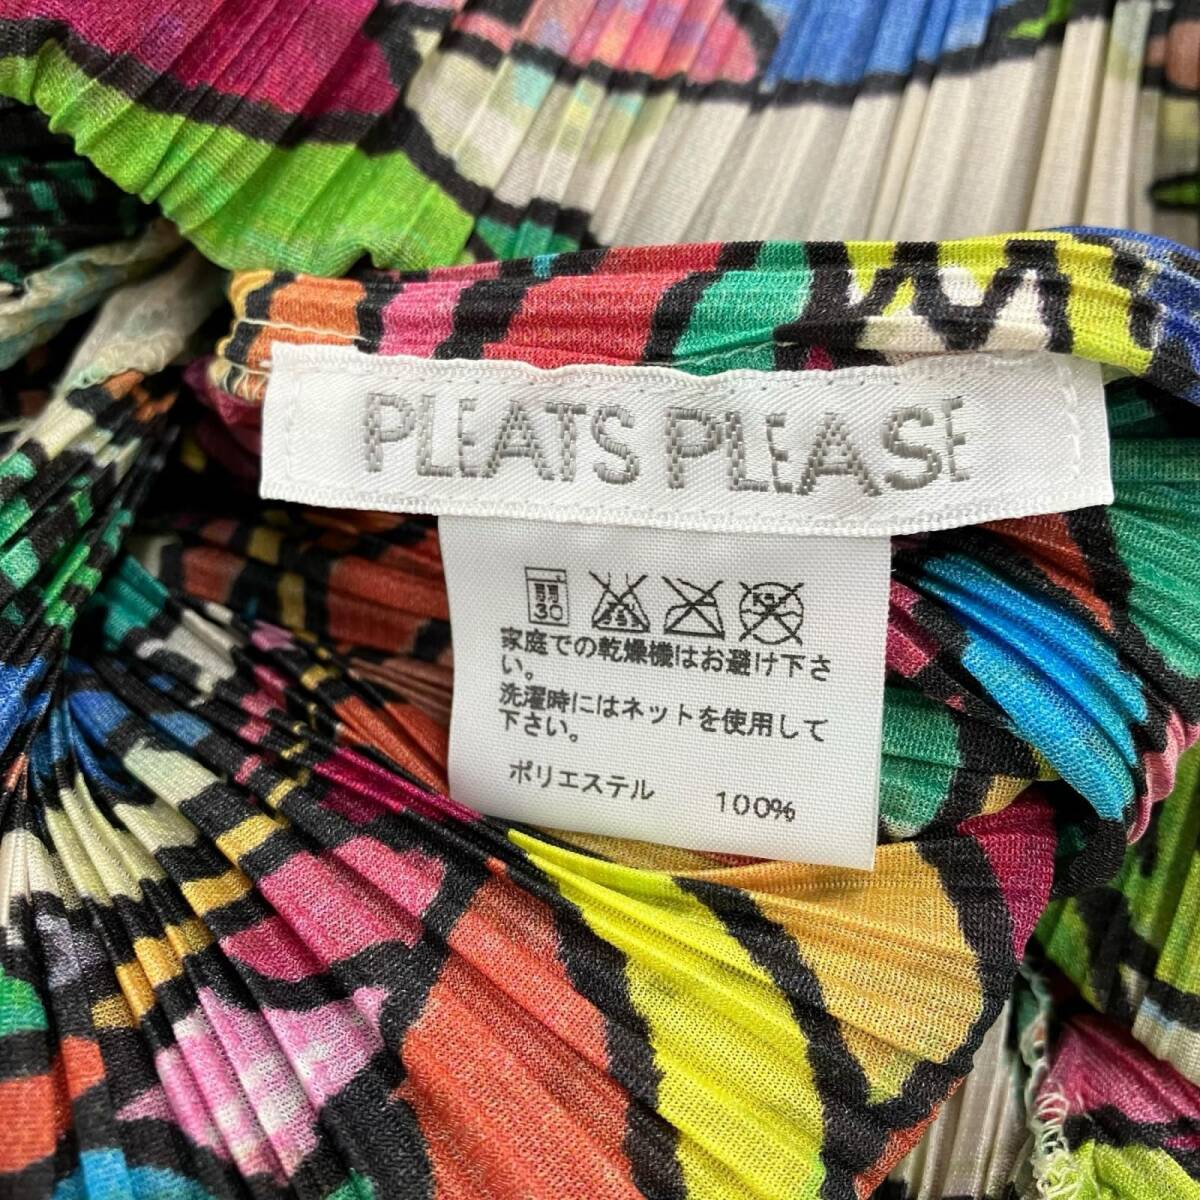 PLEATS PLEASE
30
家庭での乾燥機はお避け下さ
い。
洗濯時にはネットを使用して
下さい。
ポリエステル 100%